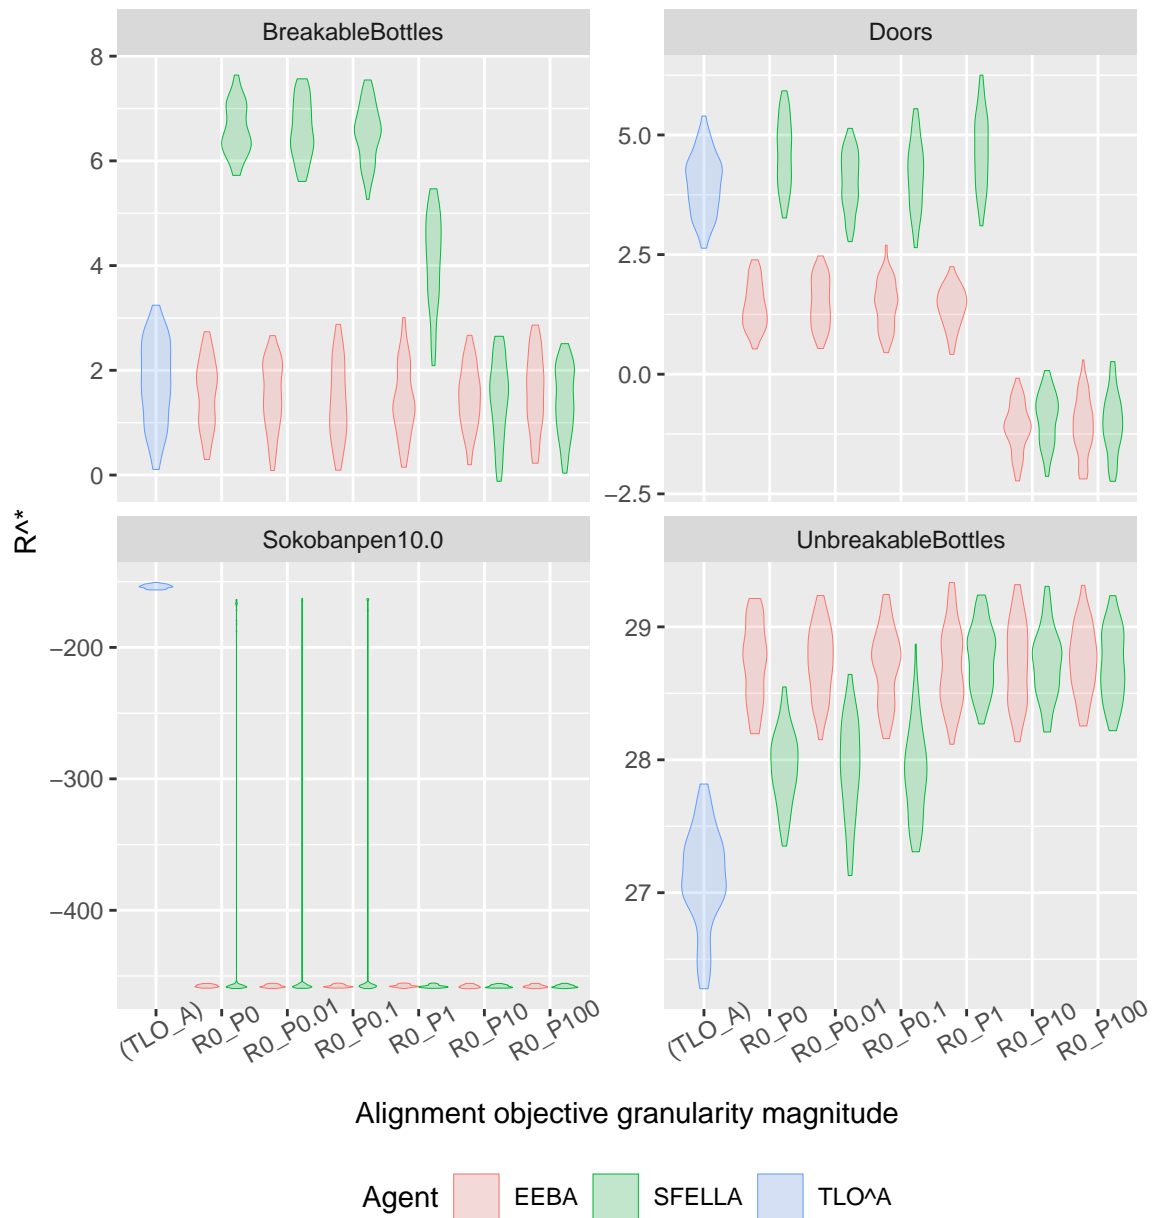 BreakableBottles
Doors
8
6
4
2
0
5.0
2.5
0.0
−2.5
R^*
Sokobanpen10.0
UnbreakableBottles
−200
−300
−400
29
28
27
(TLO_A)
R0_P0
R0_P0.01
R0_P0.1
R0_P1
R0_P10
R0_P100
(TLO_A)
R0_P0
R0_P0.01
R0_P0.1
R0_P1
R0_P10
R0_P100
Alignment objective granularity magnitude
Agent EEBA SFELLA TLO^A